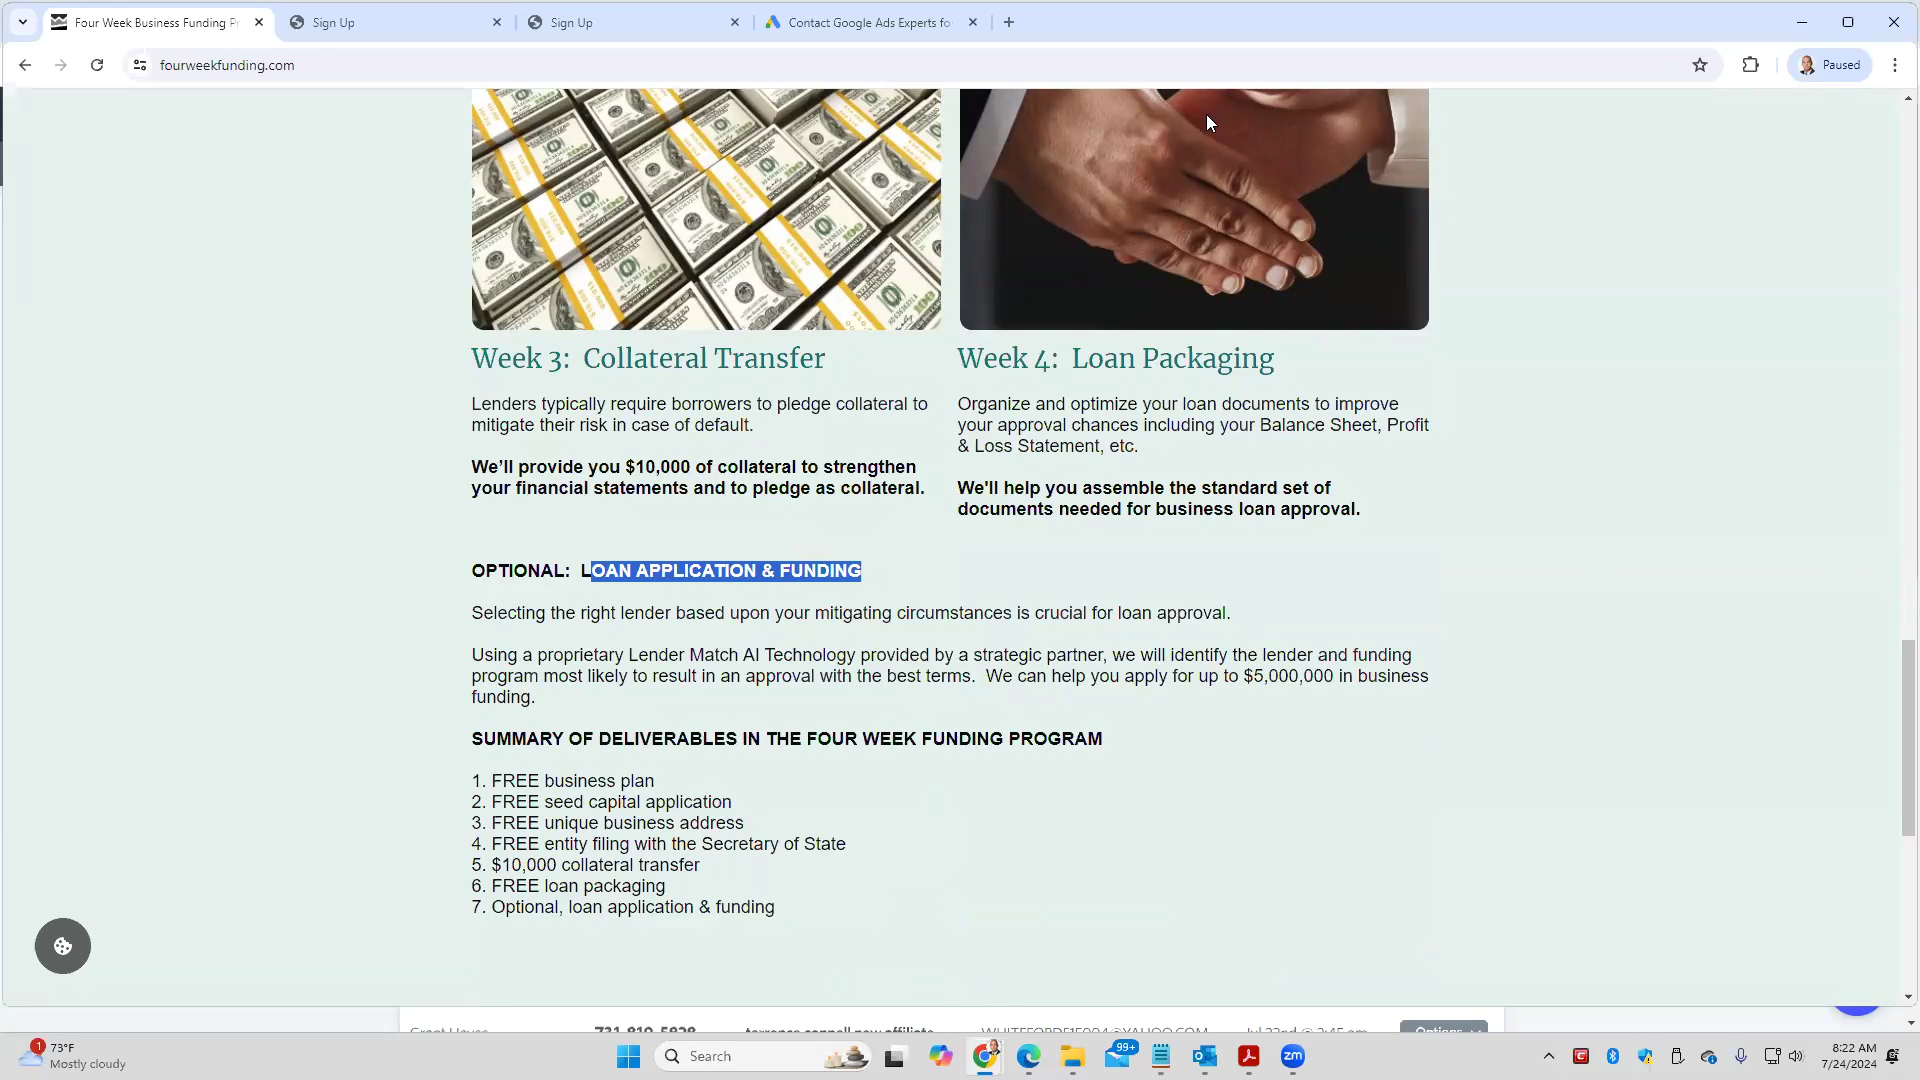 Four Week Business Funding Pr
Sign Up
Sign Up
Contact Google Ads Experts fo
fourweekfunding.com
Paused
Week 3:  Collateral Transfer
Lenders typically require borrowers to pledge collateral to
mitigate their risk in case of default.
We’ll provide you $10,000 of collateral to strengthen
your financial statements and to pledge as collateral.
Week 4:  Loan Packaging
Organize and optimize your loan documents to improve
your approval chances including your Balance Sheet, Profit
& Loss Statement, etc.
We'll help you assemble the standard set of
documents needed for business loan approval.
OPTIONAL:  LOAN APPLICATION & FUNDING
Selecting the right lender based upon your mitigating circumstances is crucial for loan approval.
Using a proprietary Lender Match AI Technology provided by a strategic partner, we will identify the lender and funding
program most likely to result in an approval with the best terms.  We can help you apply for up to $5,000,000 in business
funding.
SUMMARY OF DELIVERABLES IN THE FOUR WEEK FUNDING PROGRAM
1. FREE business plan
2. FREE seed capital application
3. FREE unique business address
4. FREE entity filing with the Secretary of State
5. $10,000 collateral transfer
6. FREE loan packaging
7. Optional, loan application & funding
1
73°F
Mostly cloudy
Search
99+
zm
8:22 AM
7/24/2024